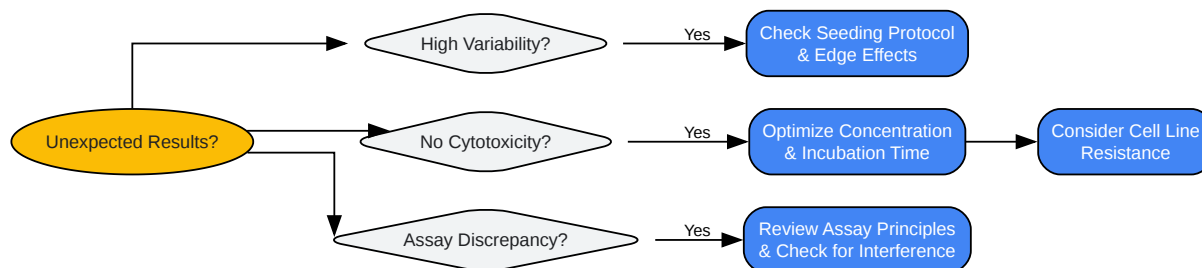 High Variability?
Yes
Check Seeding Protocol
& Edge Effects
Unexpected Results?
No Cytotoxicity?
Yes
Optimize Concentration
& Incubation Time
Consider Cell Line
Resistance
Assay Discrepancy?
Yes
Review Assay Principles
& Check for Interference